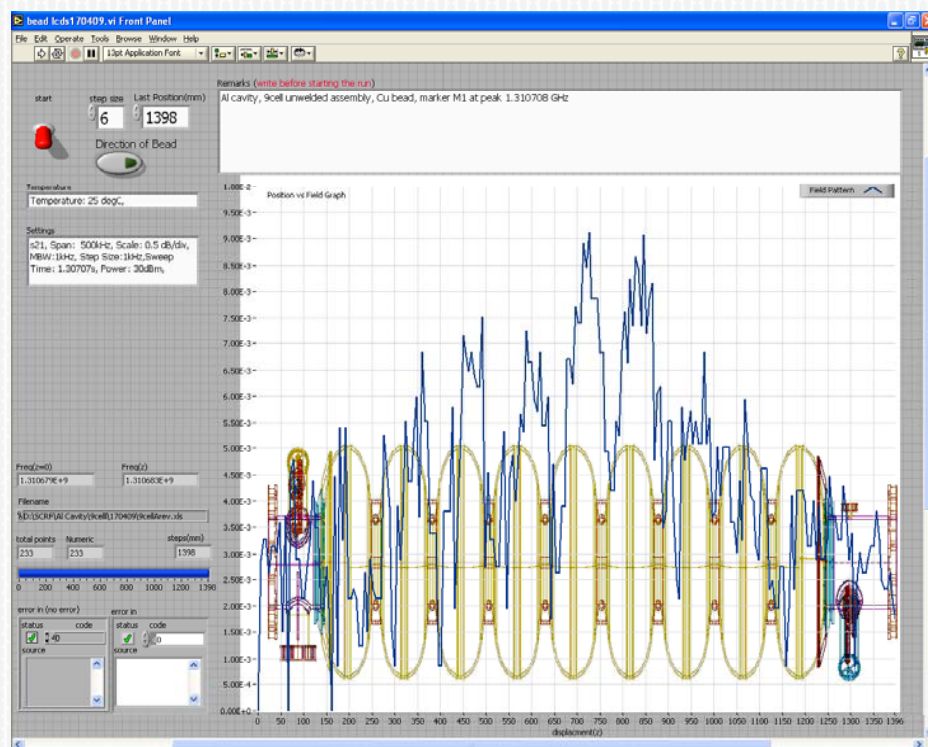 bead lcds170409.vi Front Panel
File Edit Operate Tools Browse Window Help
13pt Application Font
Remarks (write before starting the run)
Al cavity, 9cell unwelded assembly, Cu bead, marker M1 at peak 1.310708 GHz
start
step size
6
Last Position(mm)
1398
Direction of Bead
Temperature
Temperature: 25 degC,
Settings
s21, Span: 500kHz, Scale: 0.5 dB/div,
MBW:1kHz, Step Size:1kHz,Sweep
Time: 1.30707s, Power: 30dBm,
Position vs Field Graph
Field Pattern
1.00E-2
9.50E-3
9.00E-3
8.50E-3
8.00E-3
7.50E-3
7.00E-3
6.50E-3
6.00E-3
5.50E-3
5.00E-3
4.50E-3
4.00E-3
3.50E-3
3.00E-3
2.50E-3
2.00E-3
1.50E-3
1.00E-3
5.00E-4
0.00E+0
0 50 100 150 200 250 300 350 400 450 500 550 600 650 700 750 800 850 900 950 1000 1050 1100 1150 1200 1250 1300 1350 1396
displacment(z)
Freq(z=0) Freq(z)
1.310679E+9 1.310683E+9
Filename
D:\SCRF\Al Cavity\9cell\170409\9cellArev.xls
total points Numeric steps(mm)
233 233 1398
0 200 400 600 800 1000 1200 1398
error in (no error) error in
status code status code
0 0
source source